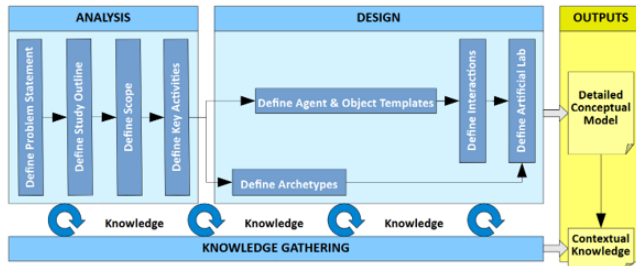 ANALYSIS
DESIGN
OUTPUTS
Define Problem Statement
Define Study Outline
Define Scope
Define Key Activities
Define Agent & Object Templates
Define Archetypes
Define Interactions
Define Artificial Lab
Detailed
Conceptual
Model
Knowledge
Knowledge
Knowledge
KNOWLEDGE GATHERING
Contextual
Knowledge